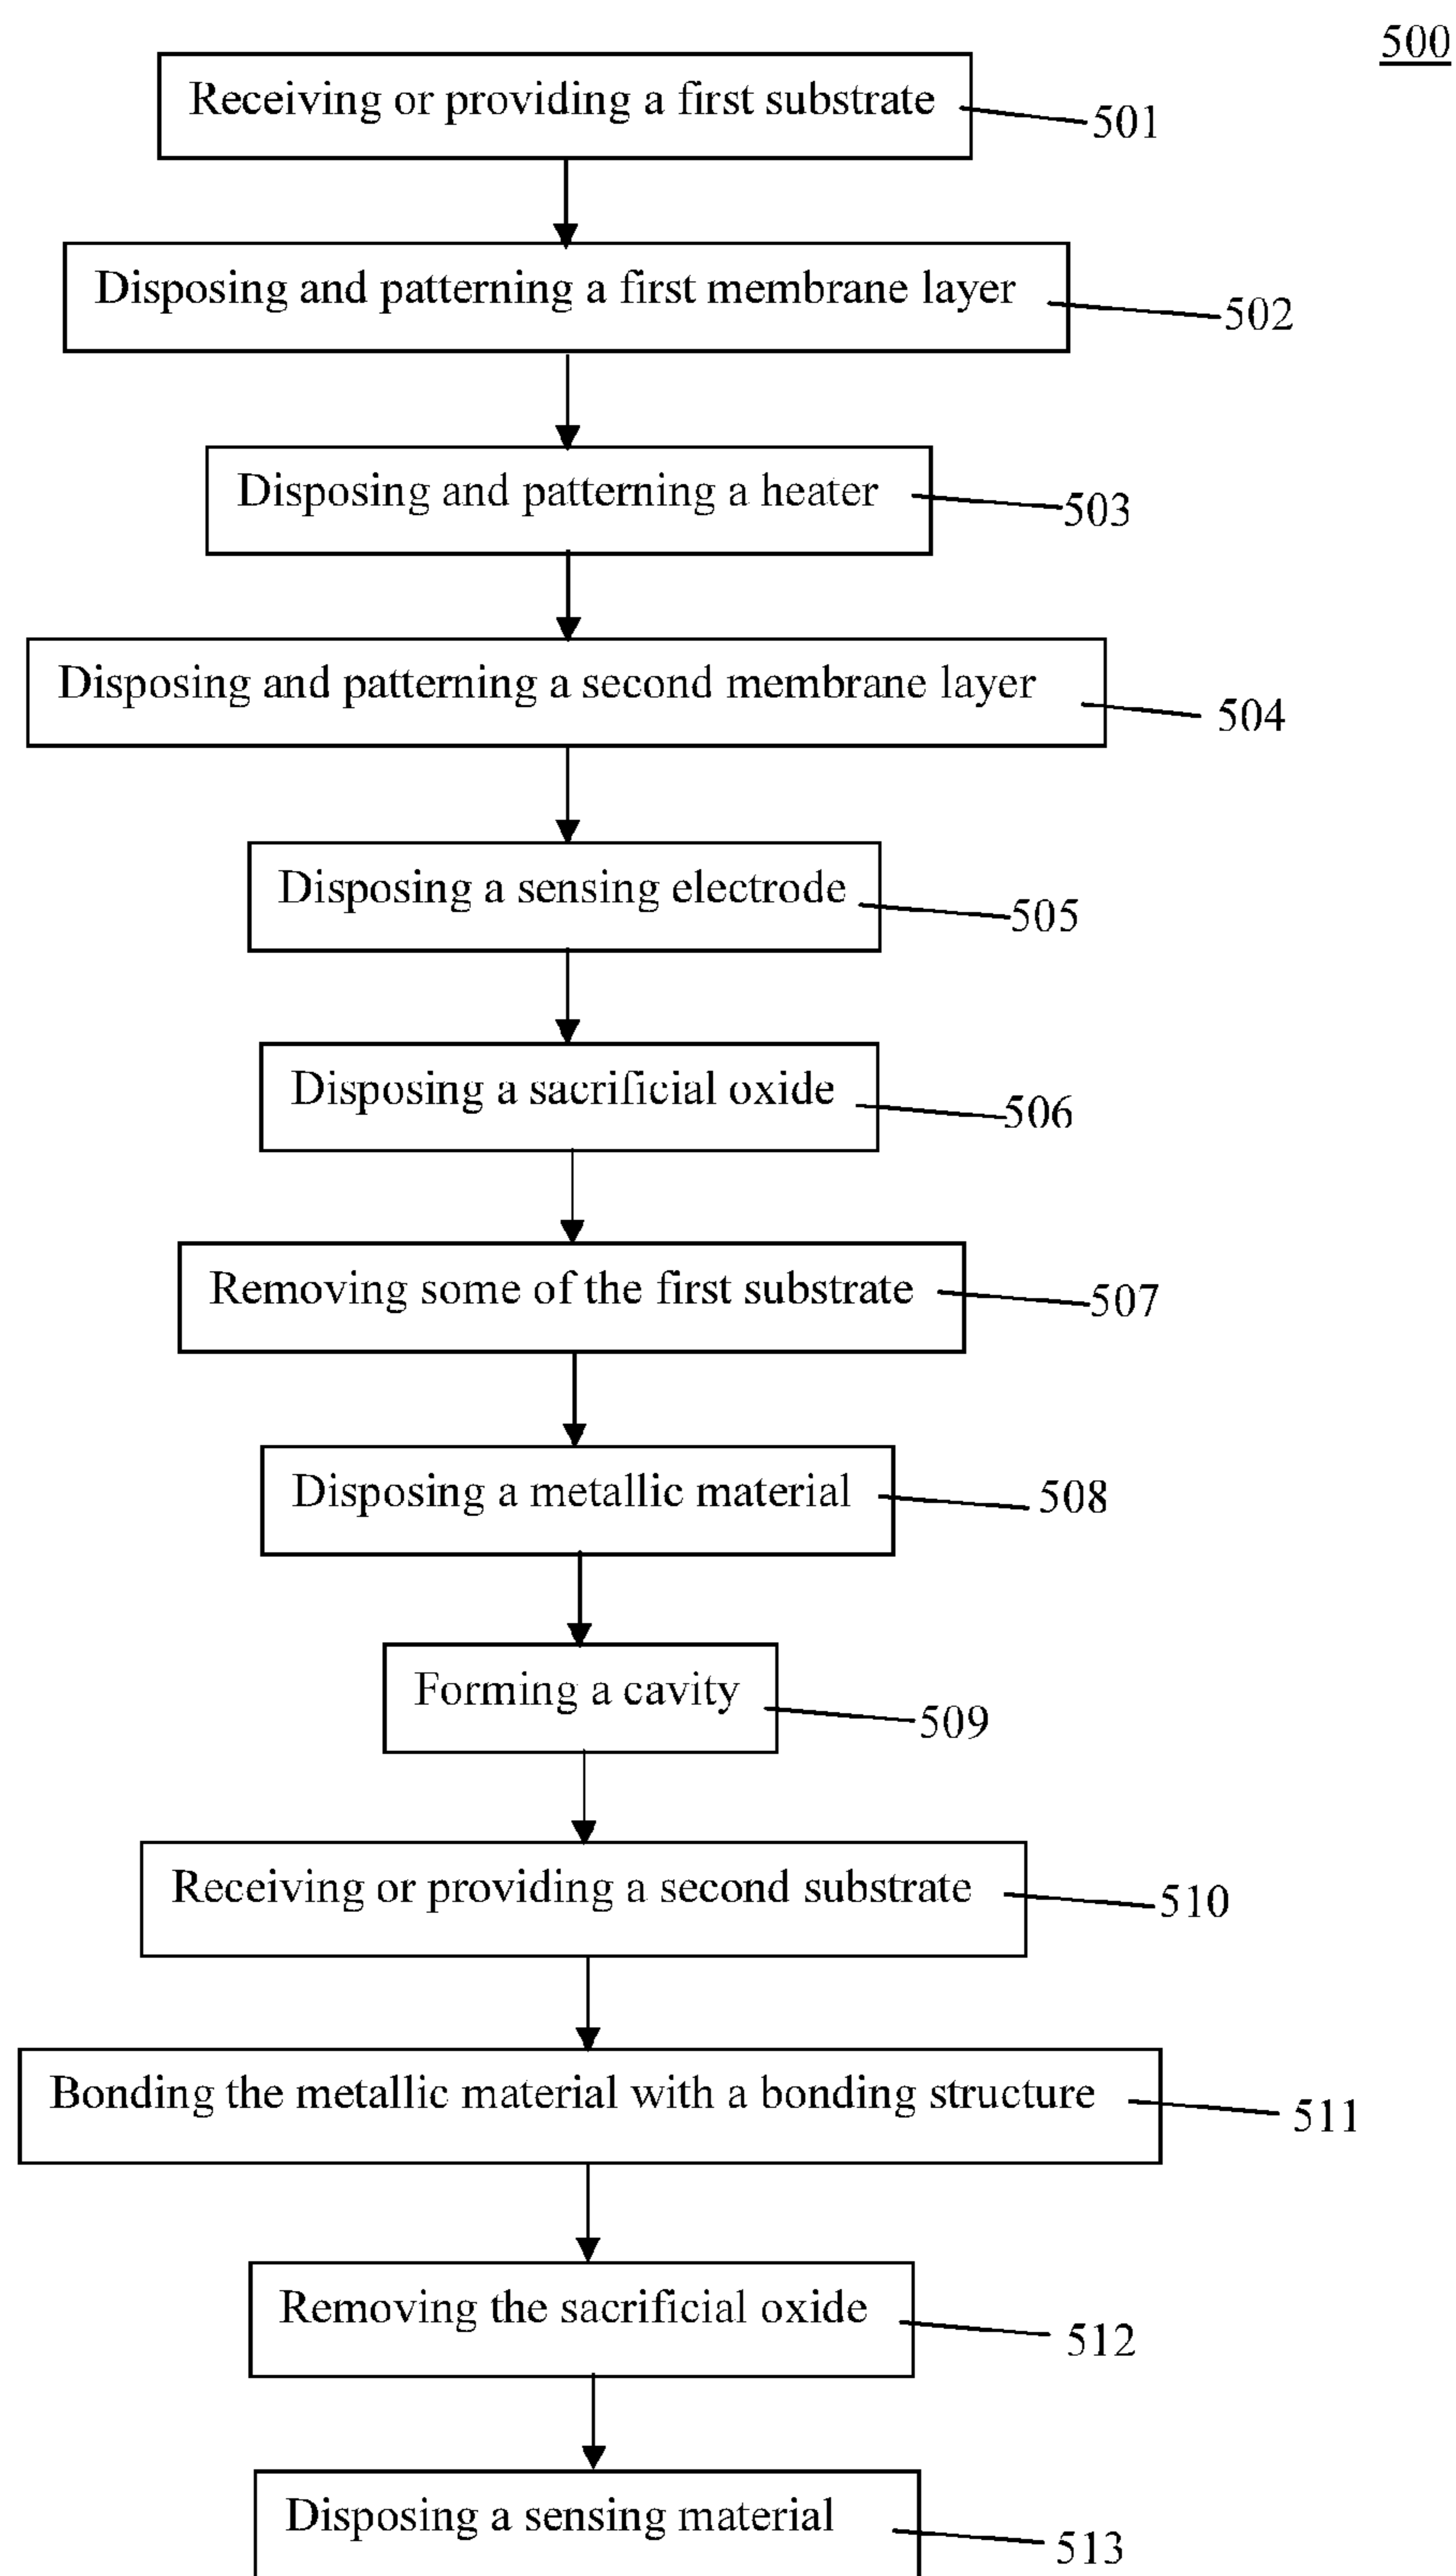 500
Receiving or providing a first substrate
501
Disposing and patterning a first membrane layer
502
Disposing and patterning a heater
503
Disposing and patterning a second membrane layer
504
Disposing a sensing electrode
505
Disposing a sacrificial oxide
506
Removing some of the first substrate
507
Disposing a metallic material
508
Forming a cavity
509
Receiving or providing a second substrate
510
Bonding the metallic material with a bonding structure
511
Removing the sacrificial oxide
512
Disposing a sensing material
513